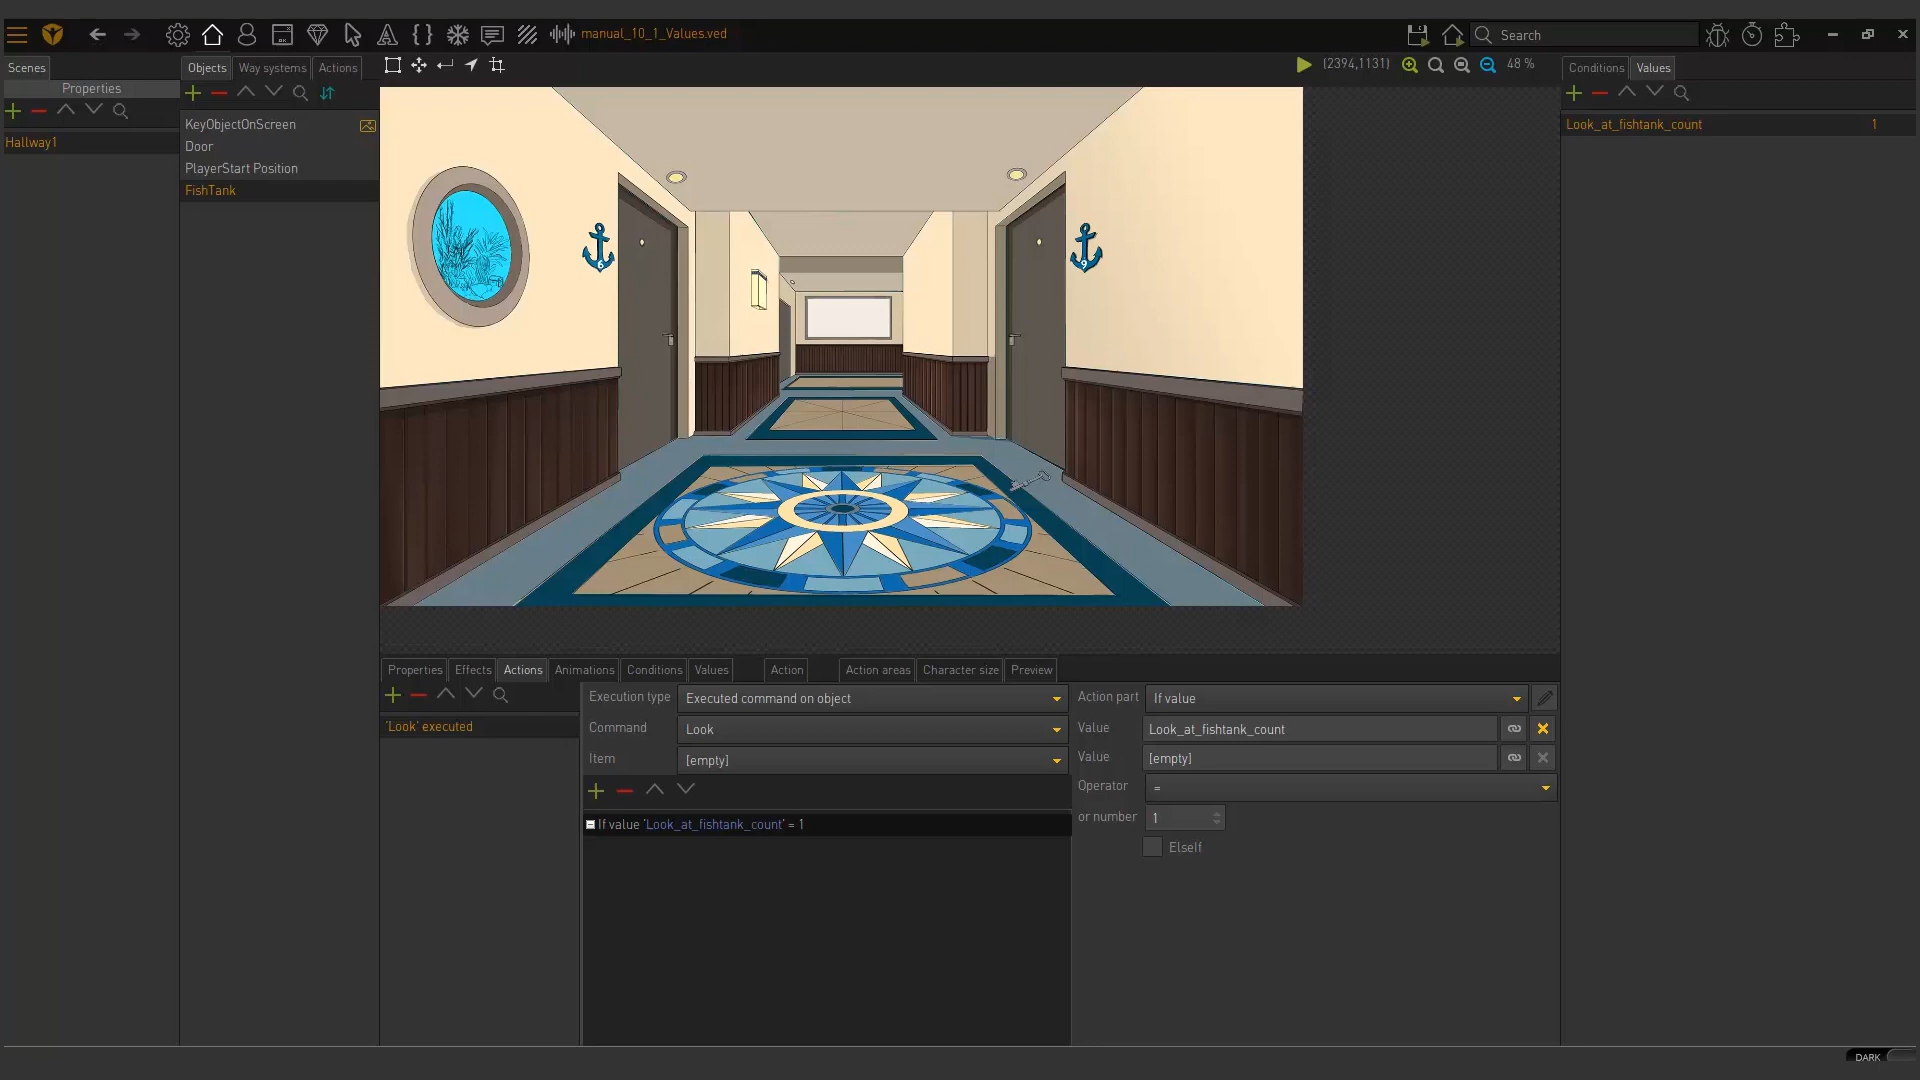 manual_10_1_Values.ved
Search
Scenes
Objects
Way systems
Actions
(2394,1131)
48 %
Conditions
Values
Properties
KeyObjectOnScreen
Look_at_fishtank_count
1
Hallway1
Door
PlayerStart Position
FishTank
6
9
Properties
Effects
Actions
Animations
Conditions
Values
Action
Action areas
Character size
Preview
Execution type
Executed command on object
Action part
If value
'Look' executed
Command
Look
Value
Look_at_fishtank_count
Item
[empty]
Value
[empty]
Operator
=
or number
1
If value 'Look_at_fishtank_count' = 1
ElseIf
DARK